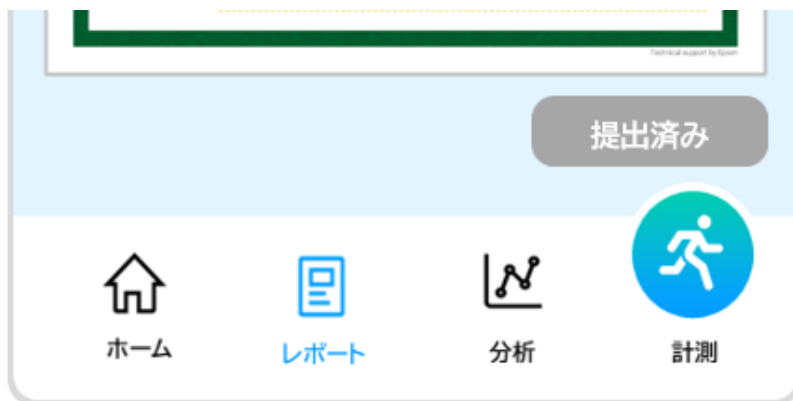 Technical support by Epson
提出済み
ホーム
レポート
分析
計測